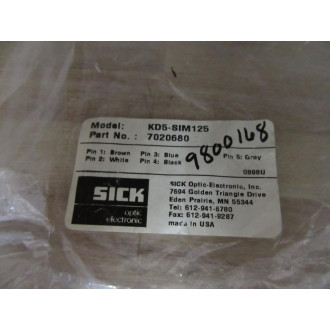 Model: KD5-SIM125
Part No. : 7020680
Pin 1: Brown Pin 3: Blue Pin 5: Gray
Pin 2: White Pin 4: Black
9800168
0998U
SICK
optic
electronic
SICK Optic-Electronic, Inc.
7694 Golden Triangle Drive
Eden Prairie, MN 55344
Tel: 612-941-6780
Fax: 612-941-9287
made in USA